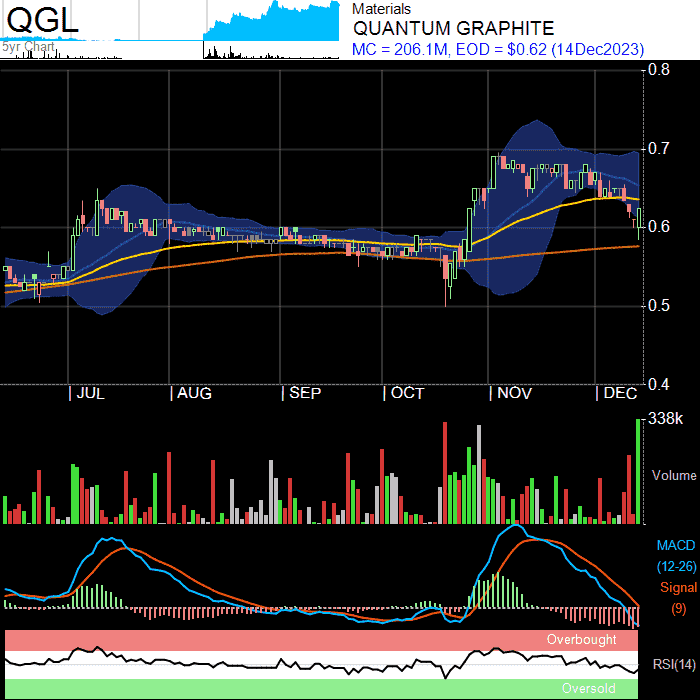 QGL
5yr Chart
Materials
QUANTUM GRAPHITE
MC = 206.1M, EOD = $0.62 (14Dec2023)
0.8
0.7
0.6
0.5
0.4
JUL AUG SEP OCT NOV DEC
338k
Volume
MACD
(12-26)
Signal
(9)
Overbought
RSI(14)
Oversold